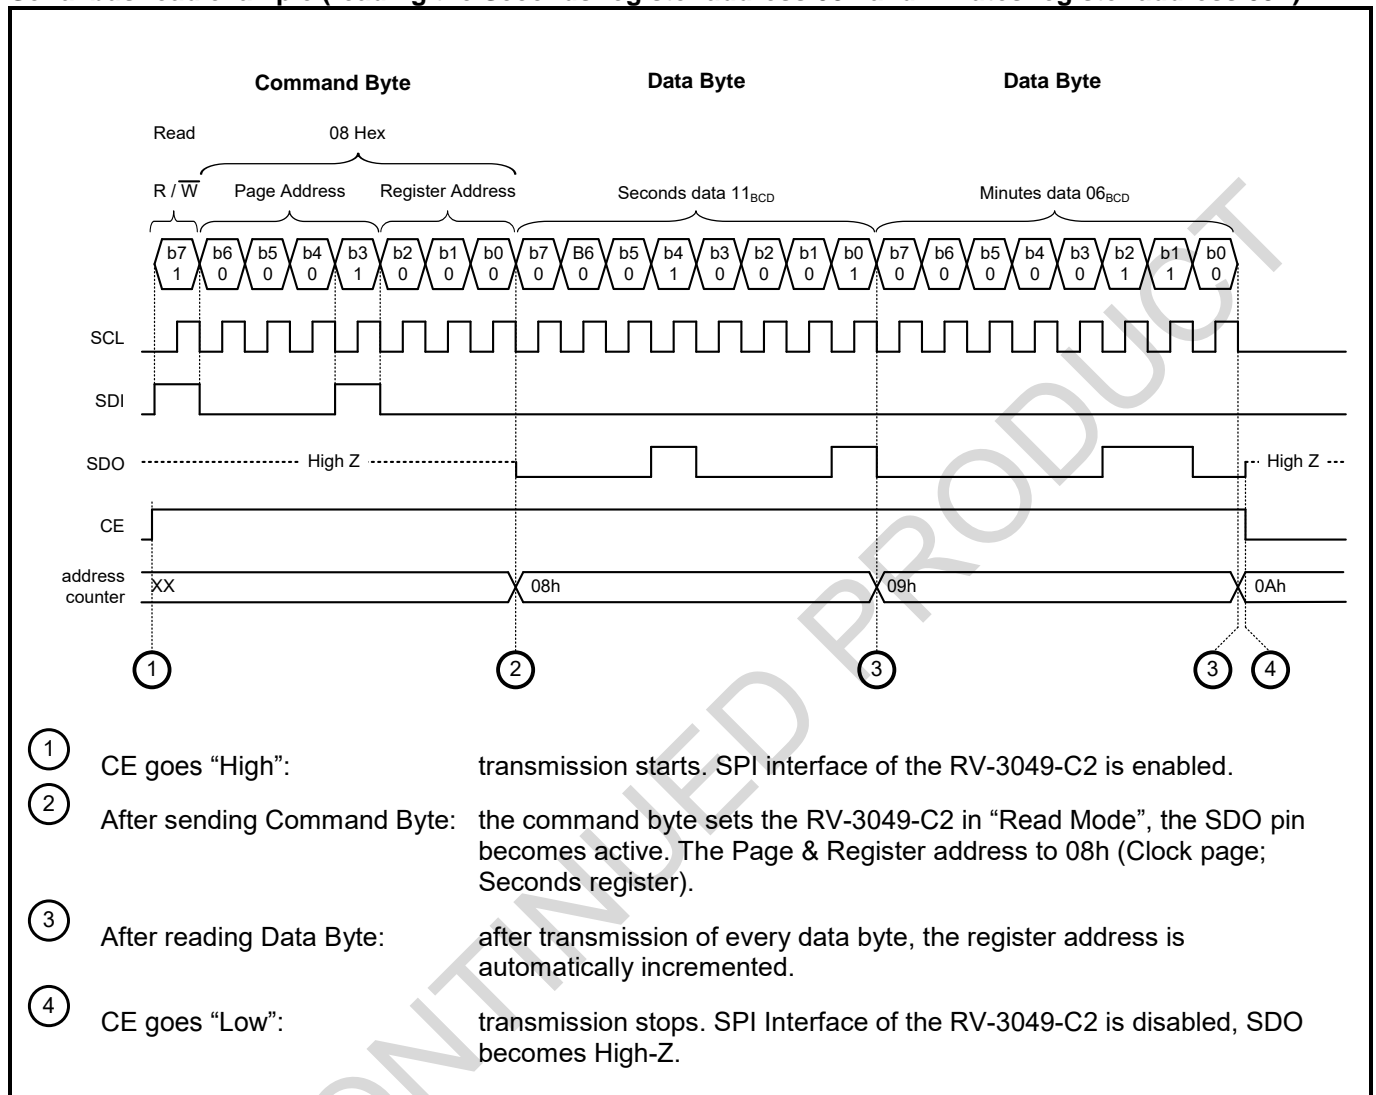 Command Byte Data Byte Data Byte
Read 08 Hex
R / W Page Address Register Address Seconds data 11BCD Minutes data 06BCD
b7 b6 b5 b4 b3 b2 b1 b0 b7 B6 b5 b4 b3 b2 b1 b0 b7 b6 b5 b4 b3 b2 b1 b0
1 0 0 0 1 0 0 0 0 0 0 1 0 0 0 1 0 0 0 0 0 1 1 0
SCL
SDI
SDO High Z High Z
CE
address
counter
XX 08h 09h 0Ah
1 2 3 3 4
1 CE goes “High”: transmission starts. SPI interface of the RV-3049-C2 is enabled.
2 After sending Command Byte: the command byte sets the RV-3049-C2 in “Read Mode”, the SDO pin
becomes active. The Page & Register address to 08h (Clock page;
Seconds register).
3 After reading Data Byte: after transmission of every data byte, the register address is
automatically incremented.
4 CE goes “Low”: transmission stops. SPI Interface of the RV-3049-C2 is disabled, SDO
becomes High-Z.
ONTINUED PRODUCT